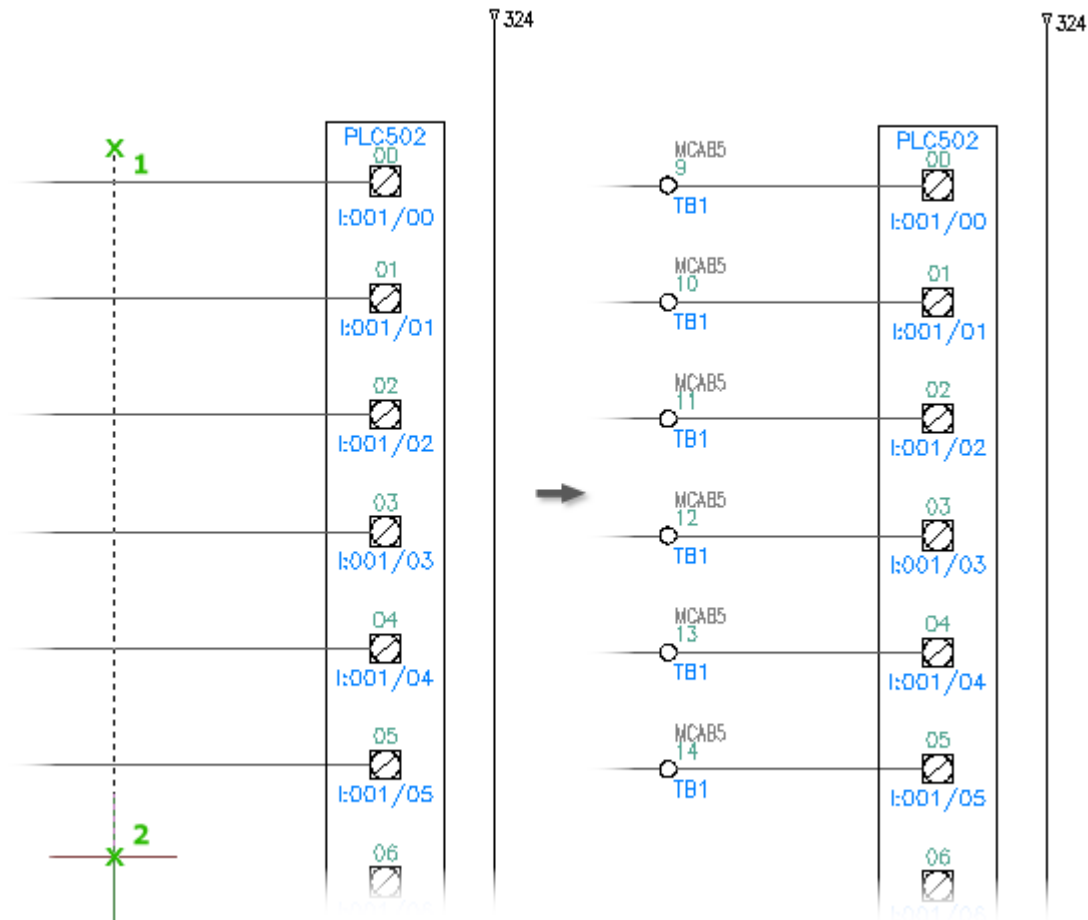 324
PLC502
1
00
I:001/00
01
I:001/01
02
I:001/02
03
I:001/03
04
I:001/04
05
I:001/05
2
06
324
PLC502
MCAB5
00
9
TB1
I:001/00
MCAB5
01
10
TB1
I:001/01
MCAB5
02
11
TB1
I:001/02
MCAB5
03
12
TB1
I:001/03
MCAB5
04
13
TB1
I:001/04
MCAB5
05
14
TB1
I:001/05
06